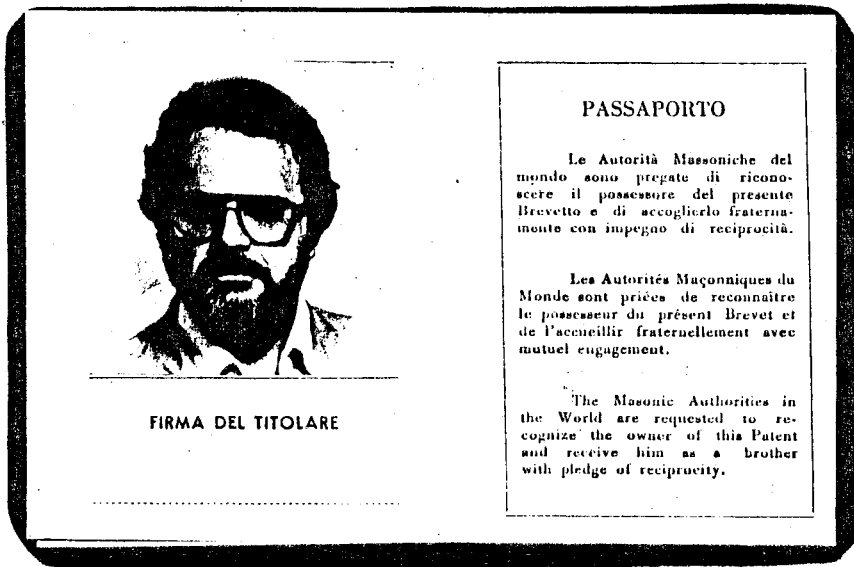 FIRMA DEL TITOLARE
PASSAPORTO
Le Autorità Massoniche del
mondo sono pregate di ricono-
scere il possessore del presente
Brevetto e di accoglierlo fraterna-
mente con impegno di reciprocità.
Les Autorités Maçonniques du
Monde sont priées de reconnaître
le possesseur du présent Brevet et
de l'accueillir fraternellement avec
mutuel engagement.
The Masonic Authorities in
the World are requested to re-
cognize the owner of this Patent
and receive him as a brother
with pledge of reciprocity.